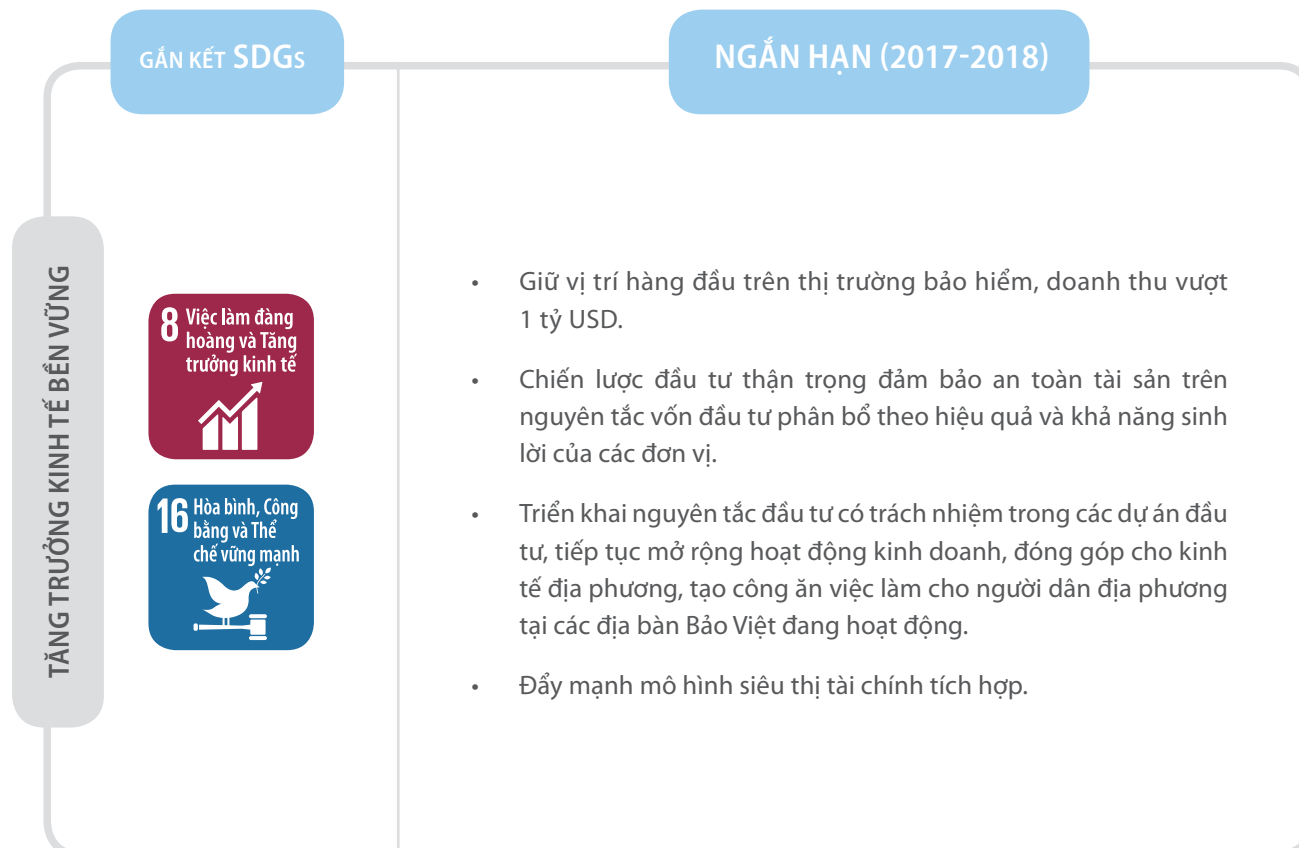 GẮN KẾT SDGs
NGẮN HẠN (2017-2018)
TĂNG TRƯỞNG KINH TẾ BỀN VỮNG
8 Việc làm đàng
hoàng và Tăng
trưởng kinh tế
16 Hòa bình, Công
bằng và Thể
chế vững mạnh
• Giữ vị trí hàng đầu trên thị trường bảo hiểm, doanh thu vượt
1 tỷ USD.
• Chiến lược đầu tư thận trọng đảm bảo an toàn tài sản trên
nguyên tắc vốn đầu tư phân bổ theo hiệu quả và khả năng sinh
lời của các đơn vị.
• Triển khai nguyên tắc đầu tư có trách nhiệm trong các dự án đầu
tư, tiếp tục mở rộng hoạt động kinh doanh, đóng góp cho kinh
tế địa phương, tạo công ăn việc làm cho người dân địa phương
tại các địa bàn Bảo Việt đang hoạt động.
• Đẩy mạnh mô hình siêu thị tài chính tích hợp.